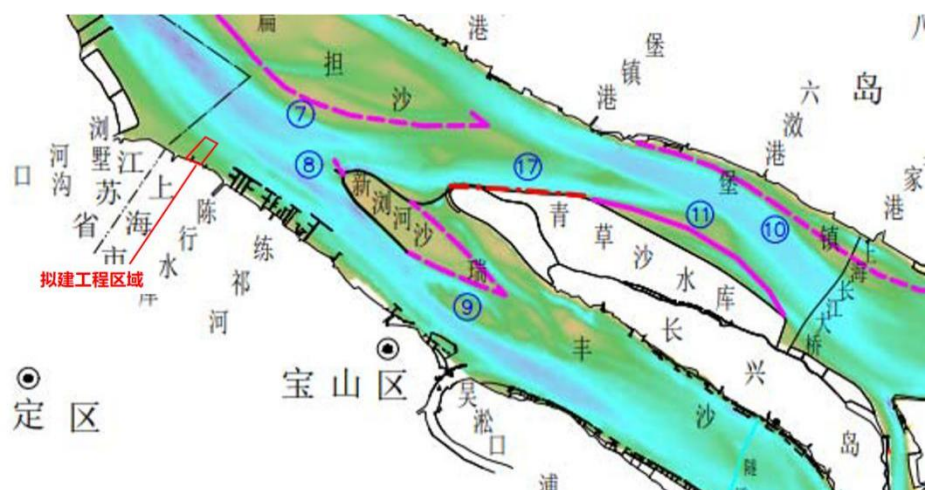 扁担沙
港
堡镇港
六滧港
八
岛
家港
浏河口
墅沟
江苏省
上海市
陈行水库
练祁河
拟建工程区域
⑦
⑧
⑰
新浏河沙
青草沙水库
⑪
⑩
堡镇
上海长江大桥
瑞丰沙
⑨
长兴岛
宝山区
定区
吴淞口
浦
隧